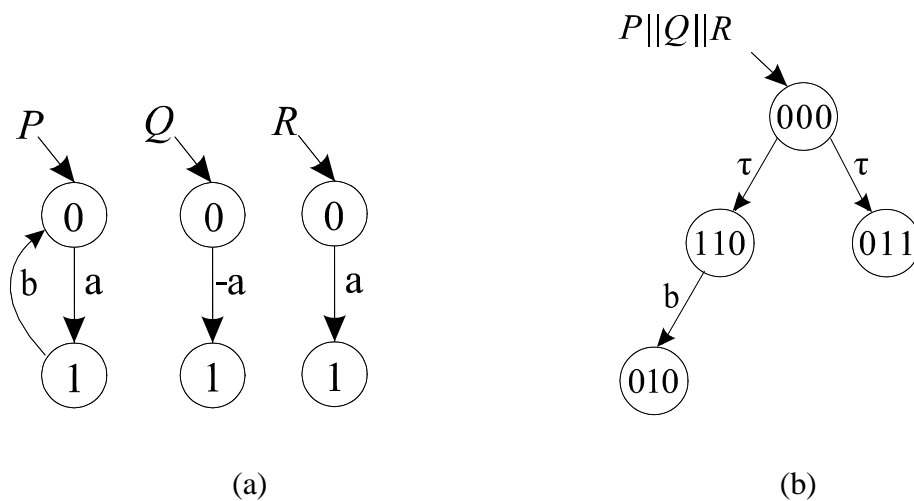 P||Q||R
000
P Q R
τ τ
0 0 0
110 011
b a -a a
b
1 1 1
010
(a) (b)